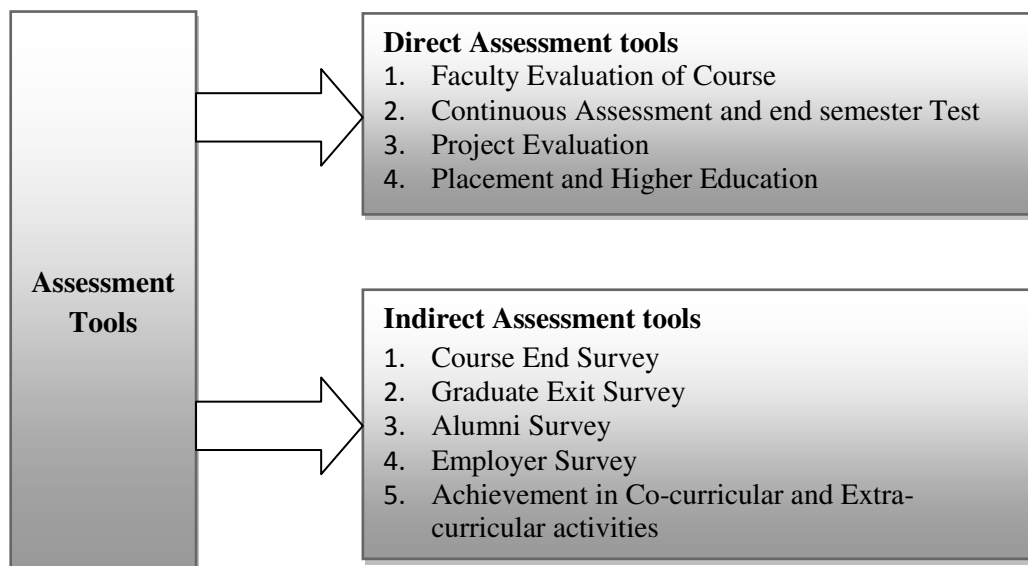 Assessment
Tools
Direct Assessment tools
1. Faculty Evaluation of Course
2. Continuous Assessment and end semester Test
3. Project Evaluation
4. Placement and Higher Education
Indirect Assessment tools
1. Course End Survey
2. Graduate Exit Survey
3. Alumni Survey
4. Employer Survey
5. Achievement in Co-curricular and Extra-
curricular activities